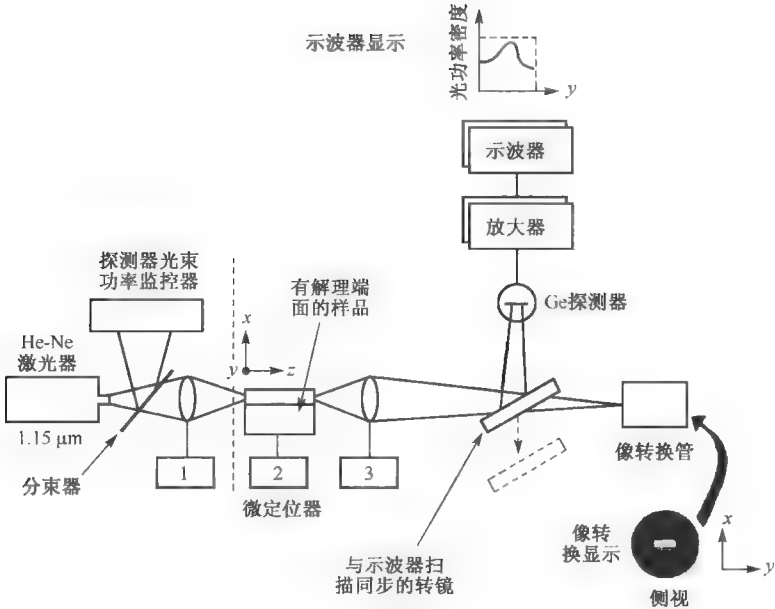 示波器显示
光功率密度
y
示波器
放大器
探测器光束
功率监控器
有解理端
面的样品
Ge探测器
He-Ne
激光器
x
y
z
1.15 μm
分束器
1
2
3
微定位器
像转换管
与示波器扫
描同步的转镜
像转
换显示
x
y
侧视